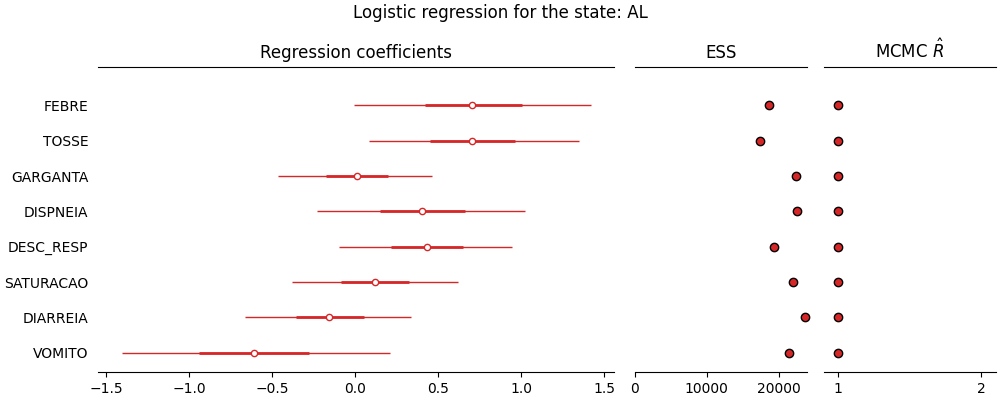 Logistic regression for the state: AL
Regression coefficients ESS MCMC R̂
FEBRE
TOSSE
GARGANTA
DISPNEIA
DESC_RESP
SATURACAO
DIARREIA
VOMITO
−1.5 −1.0 −0.5 0.0 0.5 1.0 1.5 0 10000 20000 1 2